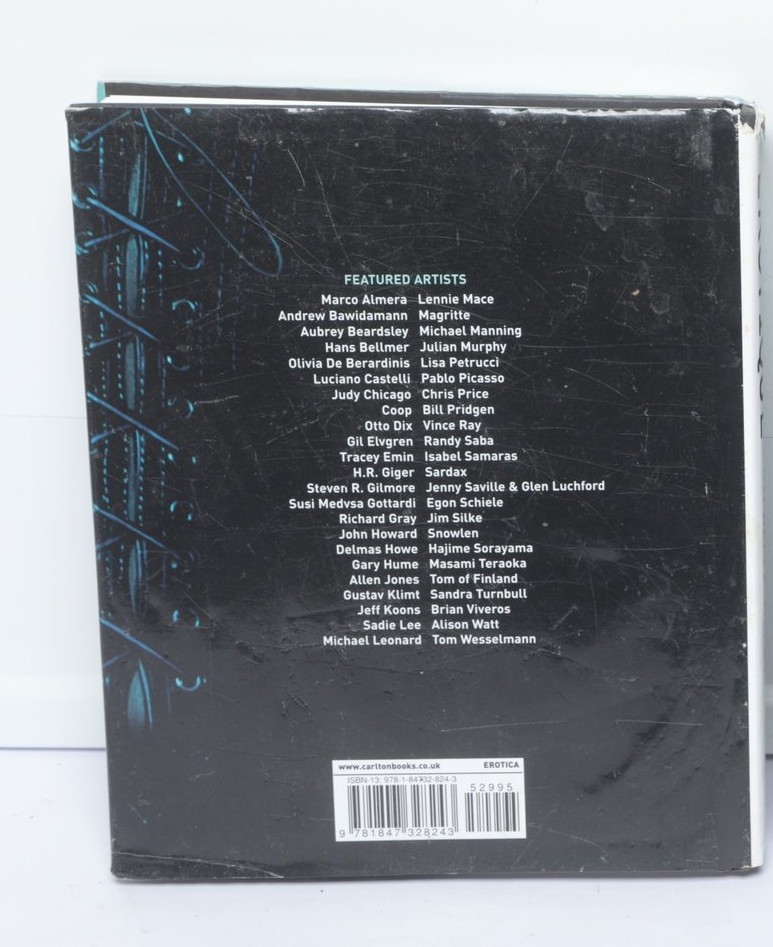 FEATURED ARTISTS
Marco Almera Lennie Mace
Andrew Bawidamann Magritte
Aubrey Beardsley Michael Manning
Hans Bellmer Julian Murphy
Olivia De Berardinis Lisa Petrucci
Luciano Castelli Pablo Picasso
Judy Chicago Chris Price
Coop Bill Pridgen
Otto Dix Vince Ray
Gil Elvgren Randy Saba
Tracey Emin Isabel Samaras
H.R. Giger Sardax
Steven R. Gilmore Jenny Saville & Glen Luchford
Susi Medvsa Gottardi Egon Schiele
Richard Gray Jim Silke
John Howard Snowlen
Delmas Howe Hajime Sorayama
Gary Hume Masami Teraoka
Allen Jones Tom of Finland
Gustav Klimt Sandra Turnbull
Jeff Koons Brian Viveros
Sadie Lee Alison Watt
Michael Leonard Tom Wesselmann
www.carltonbooks.co.uk EROTICA
ISBN-13: 978-1-84732-824-3
52995
9 781847 328243